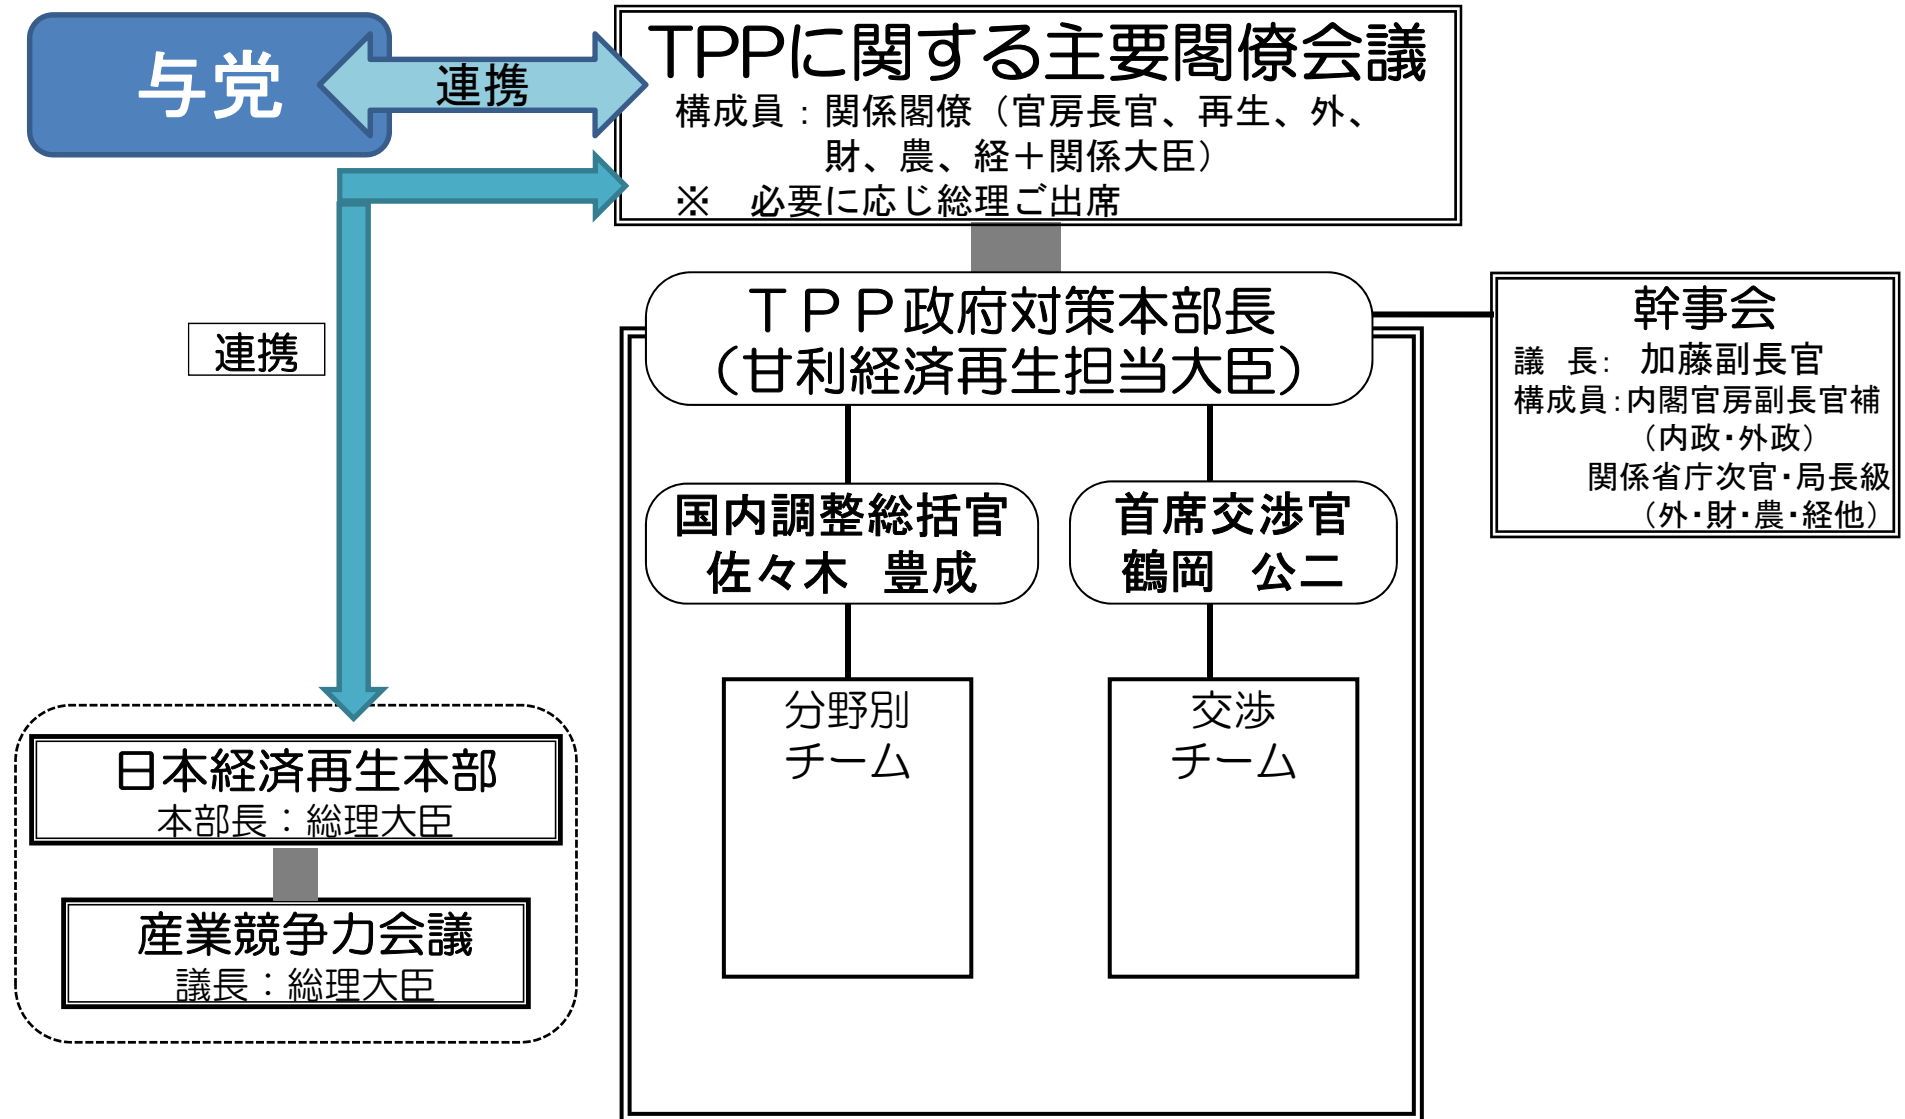 与党
連携
TPPに関する主要閣僚会議
構成員：関係閣僚（官房長官、再生、外、
財、農、経＋関係大臣）
※　必要に応じ総理ご出席
連携
ＴＰＰ政府対策本部長
（甘利経済再生担当大臣）
幹事会
議　長：　加藤副長官
構成員：内閣官房副長官補
（内政・外政）
関係省庁次官・局長級
（外・財・農・経他）
国内調整総括官
佐々木　豊成
首席交渉官
鶴岡　公二
分野別
チーム
交渉
チーム
日本経済再生本部
本部長：総理大臣
産業競争力会議
議長：総理大臣